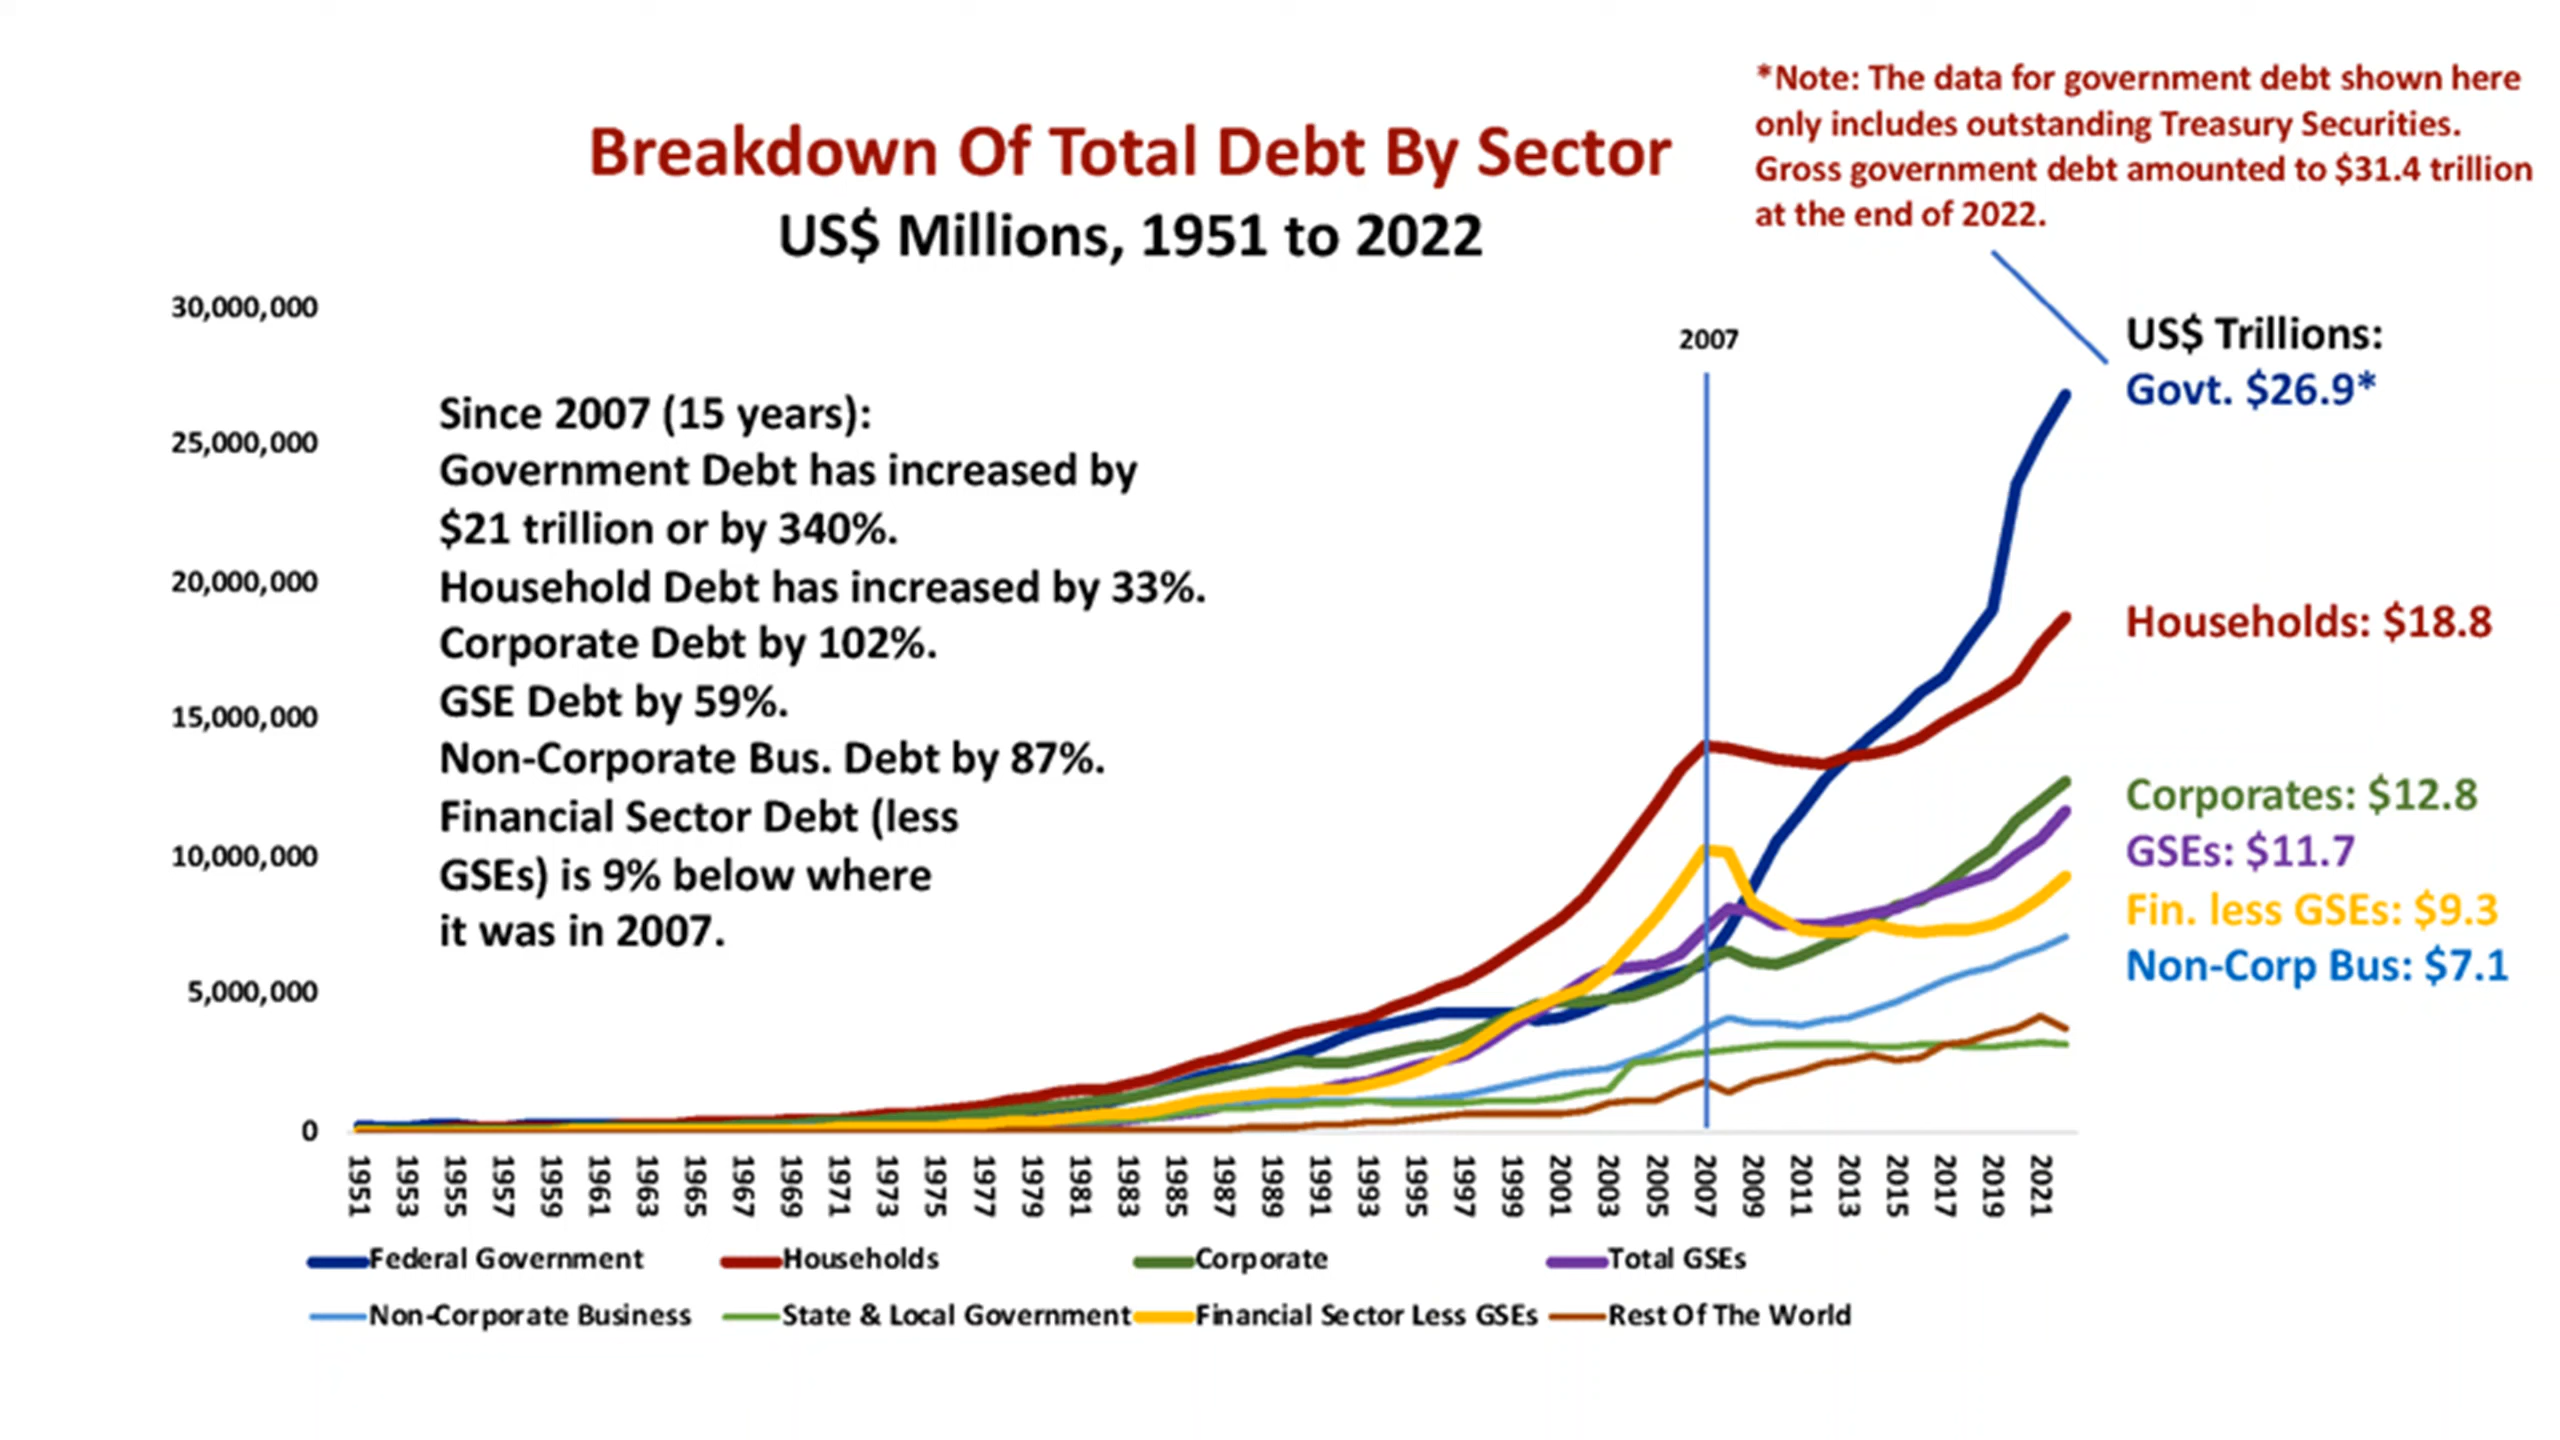 *Note: The data for government debt shown here
only includes outstanding Treasury Securities.
Gross government debt amounted to $31.4 trillion
at the end of 2022.
Breakdown Of Total Debt By Sector
US$ Millions, 1951 to 2022
30,000,000
25,000,000
20,000,000
15,000,000
10,000,000
5,000,000
0
2007
Since 2007 (15 years):
Government Debt has increased by
$21 trillion or by 340%.
Household Debt has increased by 33%.
Corporate Debt by 102%.
GSE Debt by 59%.
Non-Corporate Bus. Debt by 87%.
Financial Sector Debt (less
GSEs) is 9% below where
it was in 2007.
US$ Trillions:
Govt. $26.9*
Households: $18.8
Corporates: $12.8
GSEs: $11.7
Fin. less GSEs: $9.3
Non-Corp Bus: $7.1
1951 1953 1955 1957 1959 1961 1963 1965 1967 1969 1971 1973 1975 1977 1979 1981 1983 1985 1987 1989 1991 1993 1995 1997 1999 2001 2003 2005 2007 2009 2011 2013 2015 2017 2019 2021
Federal Government Households Corporate Total GSEs
Non-Corporate Business State & Local Government Financial Sector Less GSEs Rest Of The World